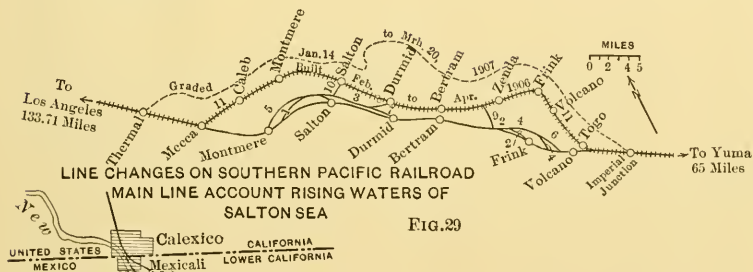 Jan. 14 to Mrh. 20 1907
Graded
Built Feb. to Apr. 1906
MILES
0 1 2 3 4 5
To
Los Angeles
133.71 Miles
Thermal
Mecca
11
Caleb
Montmere
10
Salton
Durmid
Bertram
Zenda
Frink
Volcano
11
Togo
Imperial
Junction
To Yuma
65 Miles
Montmere
5
Salton
3
Durmid
Bertram
9
2
4
2
Frink
6
4
Volcano
LINE CHANGES ON SOUTHERN PACIFIC RAILROAD
MAIN LINE ACCOUNT RISING WATERS OF
SALTON SEA
FIG.29
New
Calexico
UNITED STATES CALIFORNIA
MEXICO LOWER CALIFORNIA
Mexicali